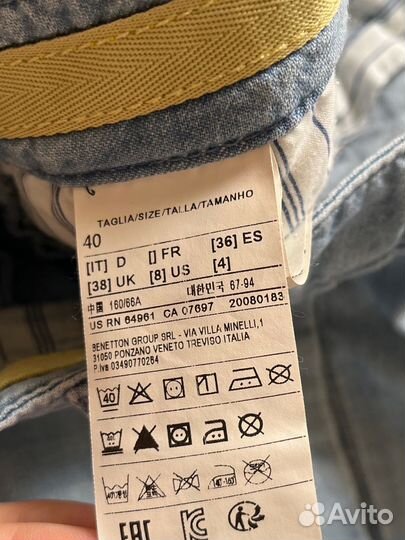 TAGLIA/SIZE/TALLA/TAMANHO
40
[IT] D [] FR [36] ES
[38] UK [8] US [4]
中国 160/66A 대한민국 67-94
US RN 64961 CA 07697 20080183
BENETTON GROUP SRL - VIA VILLA MINELLI,1
31050 PONZANO VENETO TREVISO ITALIA
P.Iva 03490770264
40
40
EAC
Avito